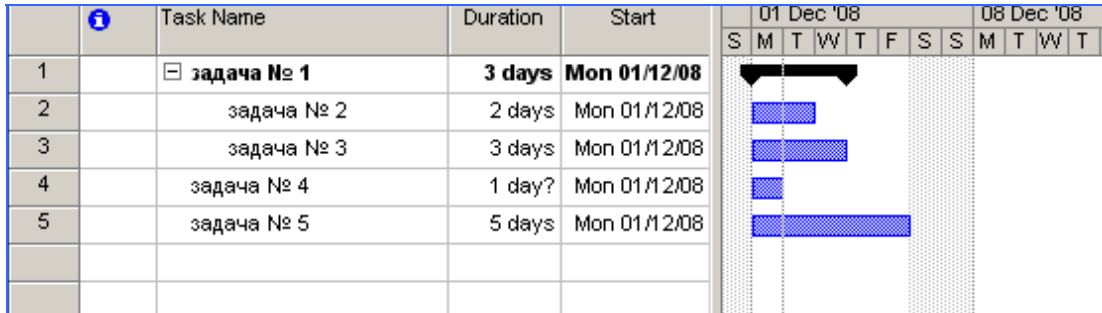 Task Name Duration Start 01 Dec '08 08 Dec '08
S M T W T F S S M T W T
1 задача № 1 3 days Mon 01/12/08
2 задача № 2 2 days Mon 01/12/08
3 задача № 3 3 days Mon 01/12/08
4 задача № 4 1 day? Mon 01/12/08
5 задача № 5 5 days Mon 01/12/08